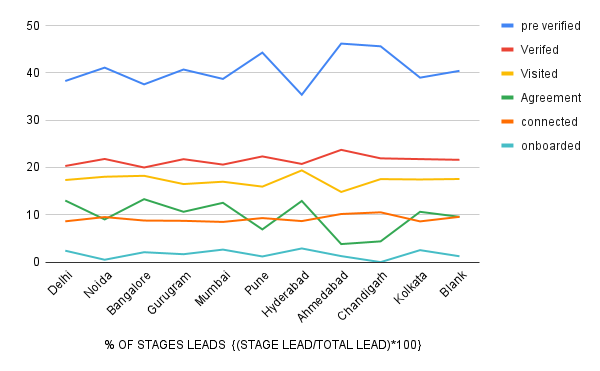 50
40
30
20
10
0
pre verified
Verifed
Visited
Agreement
connected
onboarded
Delhi
Noida
Bangalore
Gurugram
Mumbai
Pune
Hyderabad
Ahmedabad
Chandigarh
Kolkata
Blank
% OF STAGES LEADS {(STAGE LEAD/TOTAL LEAD)*100}